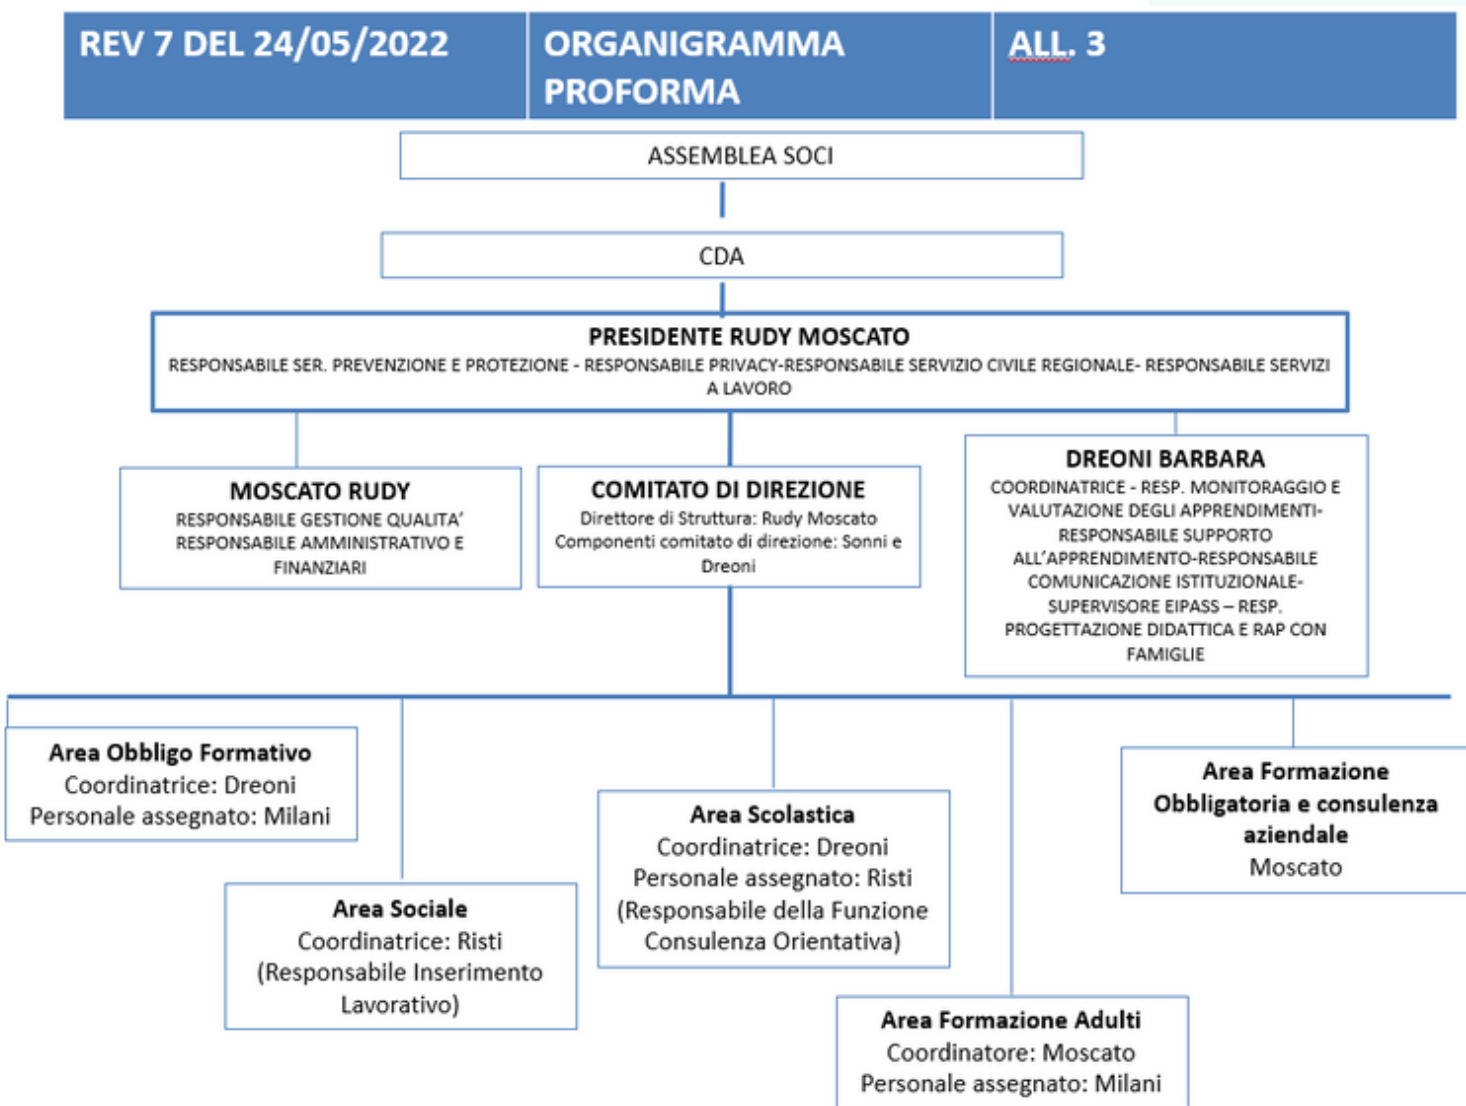 REV 7 DEL 24/05/2022
ORGANIGRAMMA
PROFORMA
ALL. 3
ASSEMBLEA SOCI
CDA
PRESIDENTE RUDY MOSCATO
RESPONSABILE SER. PREVENZIONE E PROTEZIONE - RESPONSABILE PRIVACY-RESPONSABILE SERVIZIO CIVILE REGIONALE- RESPONSABILE SERVIZI
A LAVORO
MOSCATO RUDY
RESPONSABILE GESTIONE QUALITA'
RESPONSABILE AMMINISTRATIVO E
FINANZIARI
COMITATO DI DIREZIONE
Direttore di Struttura: Rudy Moscato
Componenti comitato di direzione: Sonni e
Dreoni
DREONI BARBARA
COORDINATRICE - RESP. MONITORAGGIO E
VALUTAZIONE DEGLI APPRENDIMENTI-
RESPONSABILE SUPPORTO
ALL'APPRENDIMENTO-RESPONSABILE
COMUNICAZIONE ISTITUZIONALE-
SUPERVISORE EIPASS – RESP.
PROGETTAZIONE DIDATTICA E RAP CON
FAMIGLIE
Area Obbligo Formativo
Coordinatrice: Dreoni
Personale assegnato: Milani
Area Sociale
Coordinatrice: Risti
(Responsabile Inserimento
Lavorativo)
Area Scolastica
Coordinatrice: Dreoni
Personale assegnato: Risti
(Responsabile della Funzione
Consulenza Orientativa)
Area Formazione Adulti
Coordinatore: Moscato
Personale assegnato: Milani
Area Formazione
Obbligatoria e consulenza
aziendale
Moscato